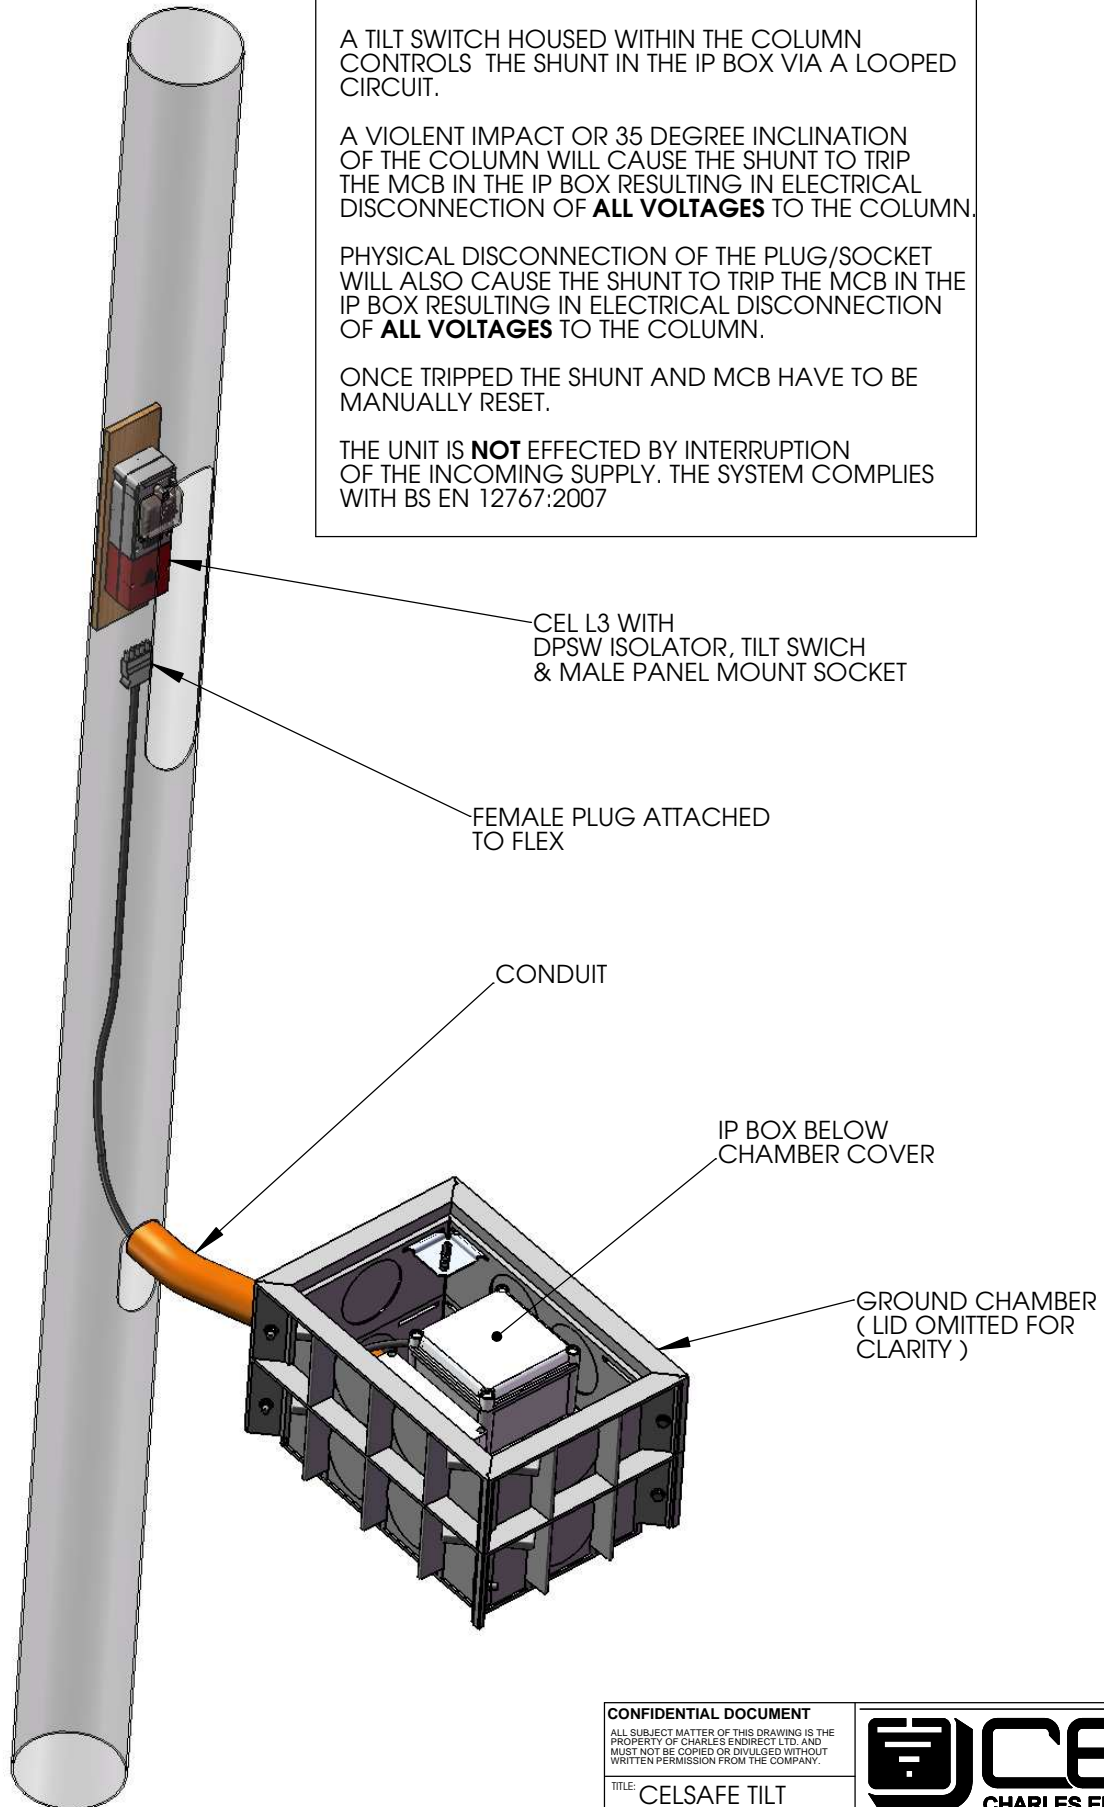 A TILT SWITCH HOUSED WITHIN THE COLUMN
CONTROLS THE SHUNT IN THE IP BOX VIA A LOOPED
CIRCUIT.
A VIOLENT IMPACT OR 35 DEGREE INCLINATION
OF THE COLUMN WILL CAUSE THE SHUNT TO TRIP
THE MCB IN THE IP BOX RESULTING IN ELECTRICAL
DISCONNECTION OF ALL VOLTAGES TO THE COLUMN.
PHYSICAL DISCONNECTION OF THE PLUG/SOCKET
WILL ALSO CAUSE THE SHUNT TO TRIP THE MCB IN THE
IP BOX RESULTING IN ELECTRICAL DISCONNECTION
OF ALL VOLTAGES TO THE COLUMN.
ONCE TRIPPED THE SHUNT AND MCB HAVE TO BE
MANUALLY RESET.
THE UNIT IS NOT EFFECTED BY INTERRUPTION
OF THE INCOMING SUPPLY. THE SYSTEM COMPLIES
WITH BS EN 12767:2007
CEL L3 WITH
DPSW ISOLATOR, TILT SWICH
& MALE PANEL MOUNT SOCKET
FEMALE PLUG ATTACHED
TO FLEX
CONDUIT
IP BOX BELOW
CHAMBER COVER
GROUND CHAMBER
( LID OMITTED FOR
CLARITY )
CONFIDENTIAL DOCUMENT
ALL SUBJECT MATTER OF THIS DRAWING IS THE
PROPERTY OF CHARLES ENDIRECT LTD. AND
MUST NOT BE COPIED OR DIVULGED WITHOUT
WRITTEN PERMISSION FROM THE COMPANY.
TITLE: CELSAFE TILT
CHARLES